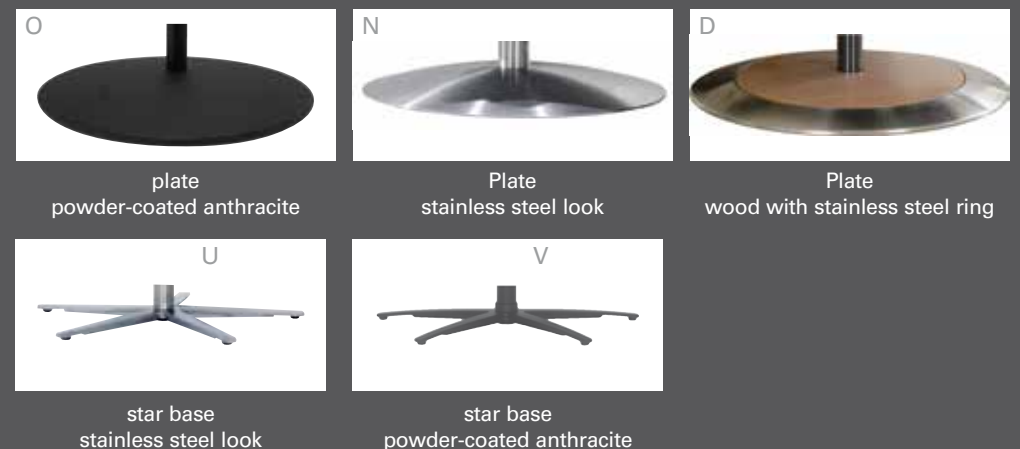 O
plate
powder-coated anthracite
N
Plate
stainless steel look
D
Plate
wood with stainless steel ring
U
star base
stainless steel look
V
star base
powder-coated anthracite